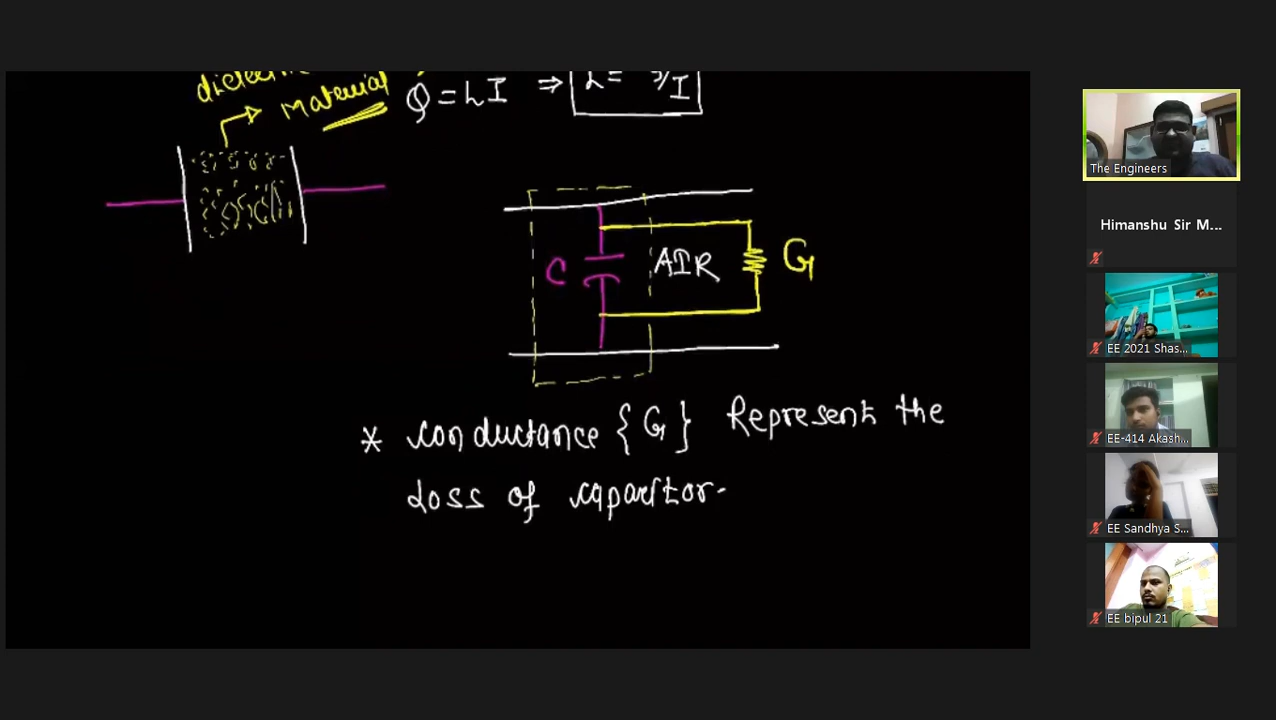 → Material
φ = LI ⇒ L = /I
C AIR G
* conductance {G} Represent the
Loss of capacitor.
The Engineers
Himanshu Sir M...
EE 2021 Shas...
EE-414 Akash...
EE Sandhya S...
EE bipul 21